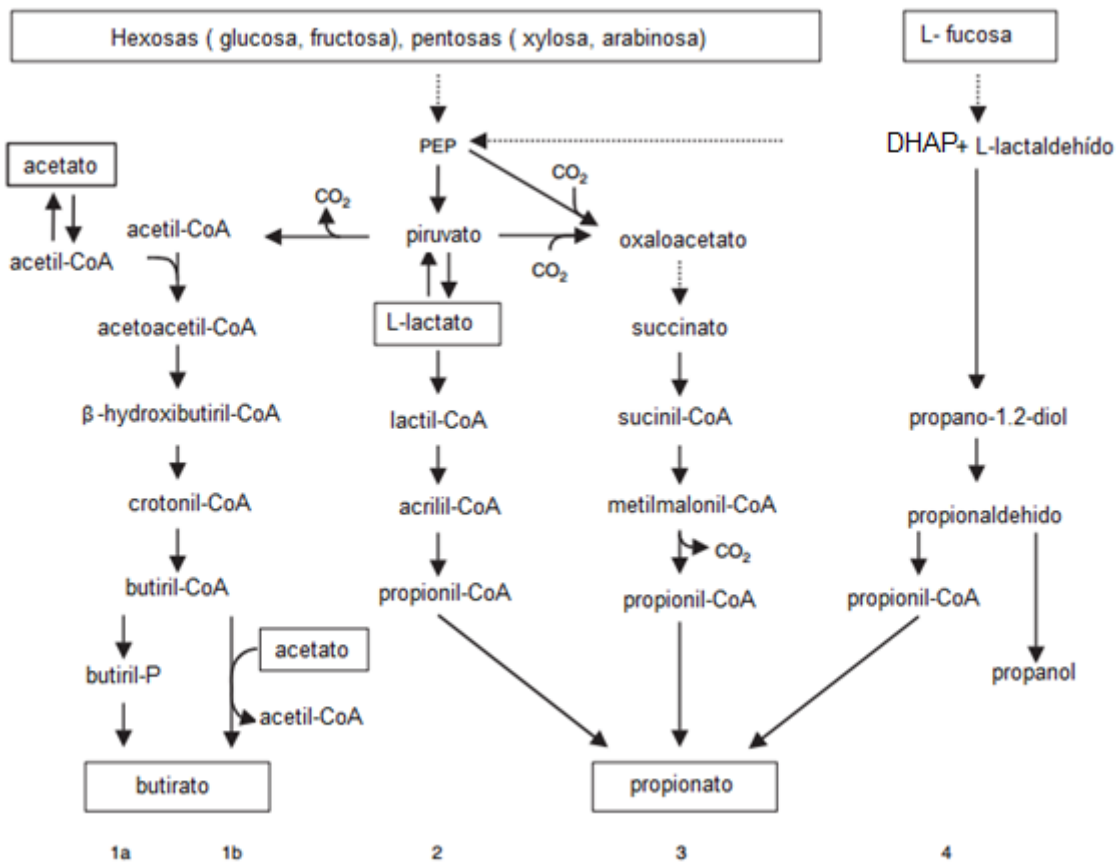 Hexosas ( glucosa, fructosa), pentosas ( xylosa, arabinosa)
L- fucosa
PEP
DHAP+ L-lactaldehído
acetato
CO2
CO2
acetil-CoA
piruvato
oxaloacetato
acetil-CoA
CO2
acetoacetil-CoA
L-lactato
succinato
β-hydroxibutiril-CoA
lactil-CoA
sucinil-CoA
propano-1.2-diol
crotonil-CoA
acrilil-CoA
metilmalonil-CoA
propionaldehido
CO2
butiril-CoA
propionil-CoA
propionil-CoA
propionil-CoA
acetato
butiril-P
propanol
acetil-CoA
butirato
propionato
1a 1b 2 3 4